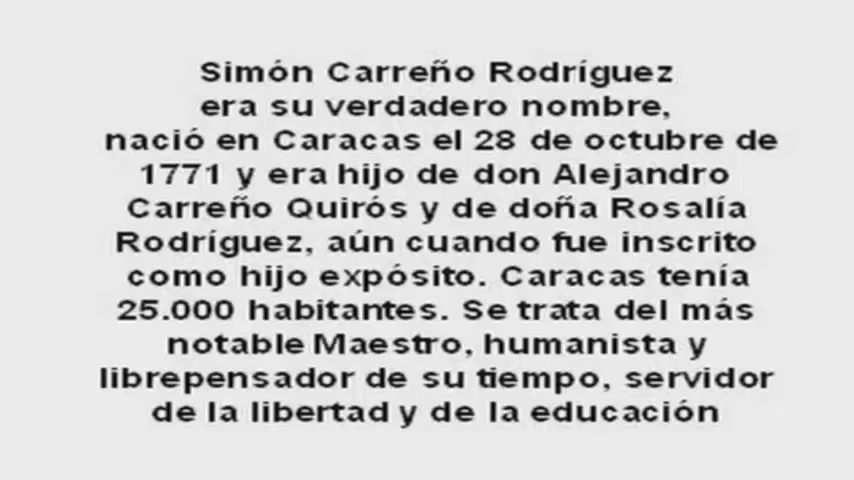 Simón Carreño Rodríguez
era su verdadero nombre,
nació en Caracas el 28 de octubre de
1771 y era hijo de don Alejandro
Carreño Quirós y de doña Rosalía
Rodríguez, aún cuando fue inscrito
como hijo expósito. Caracas tenía
25.000 habitantes. Se trata del más
notable Maestro, humanista y
librepensador de su tiempo, servidor
de la libertad y de la educación